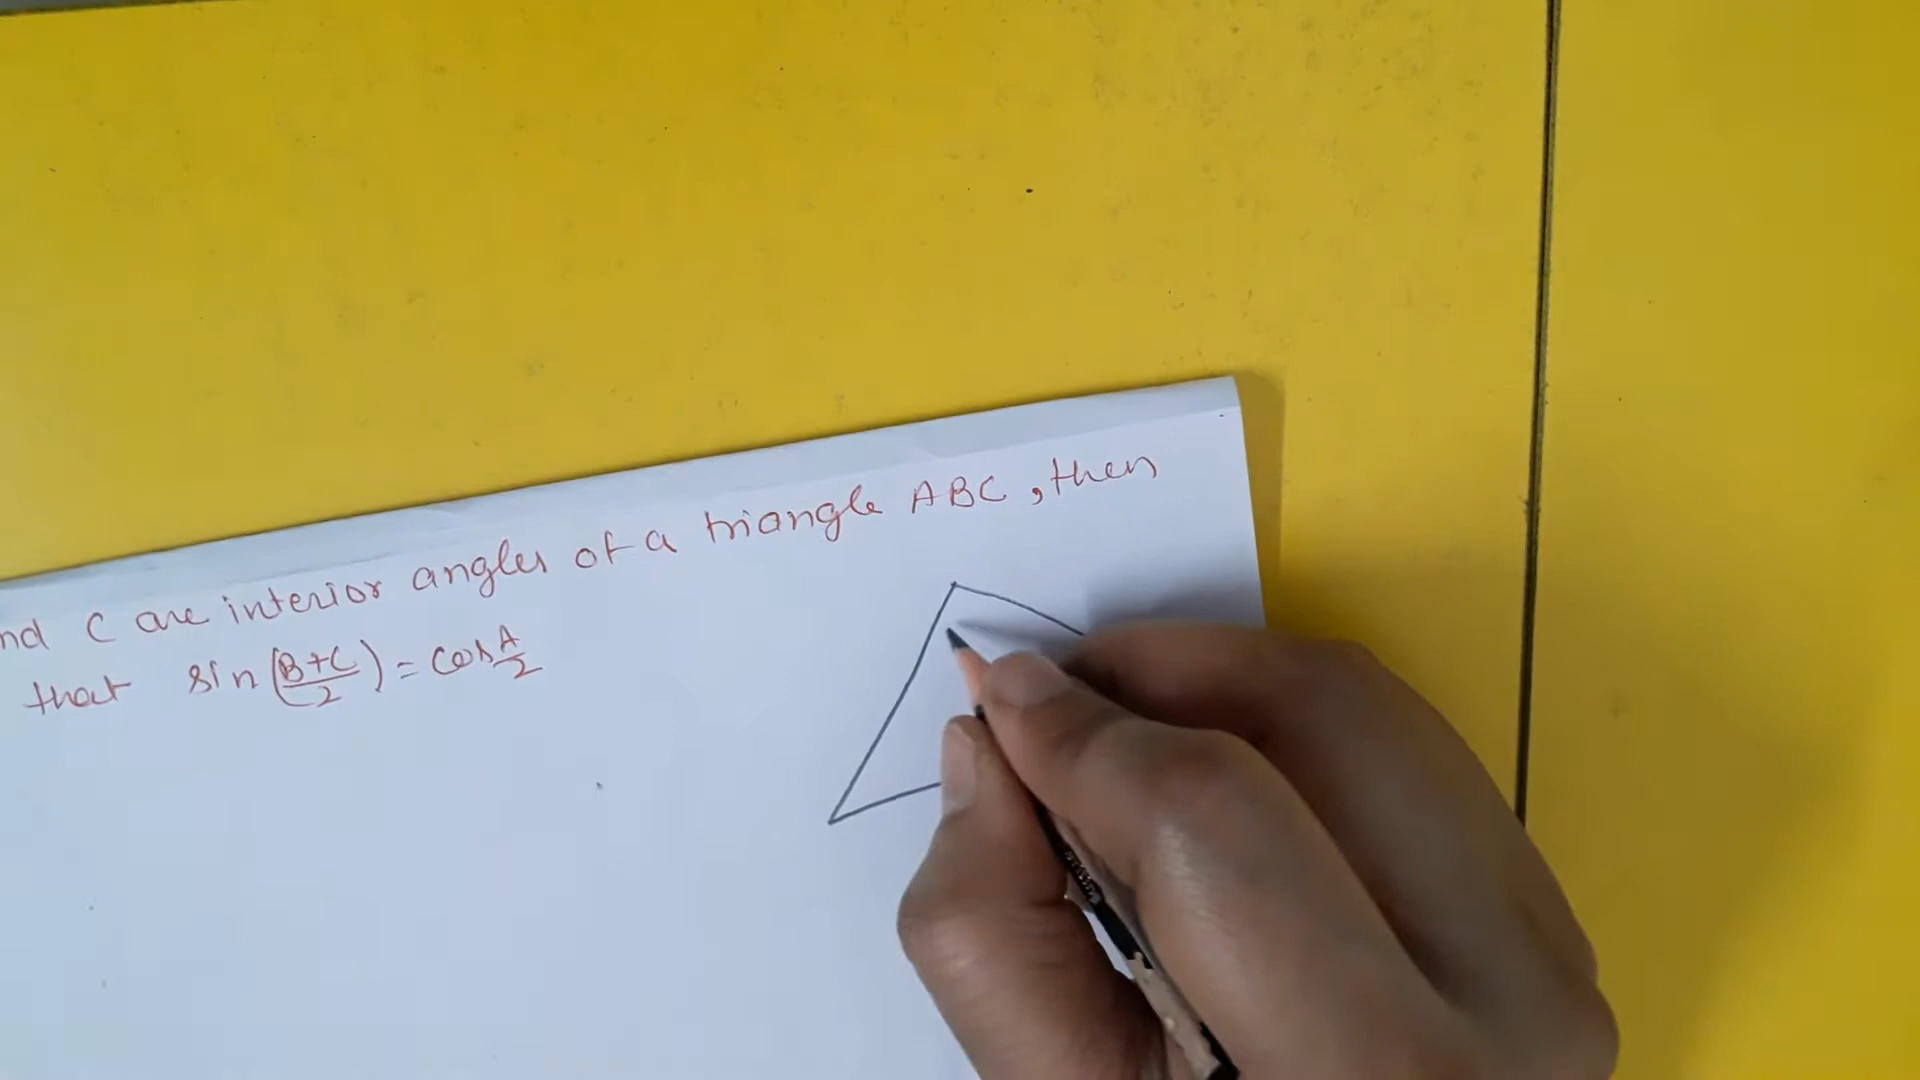 nd C are interior angles of a triangle ABC, then
that sin(B+C/2) = cos A/2